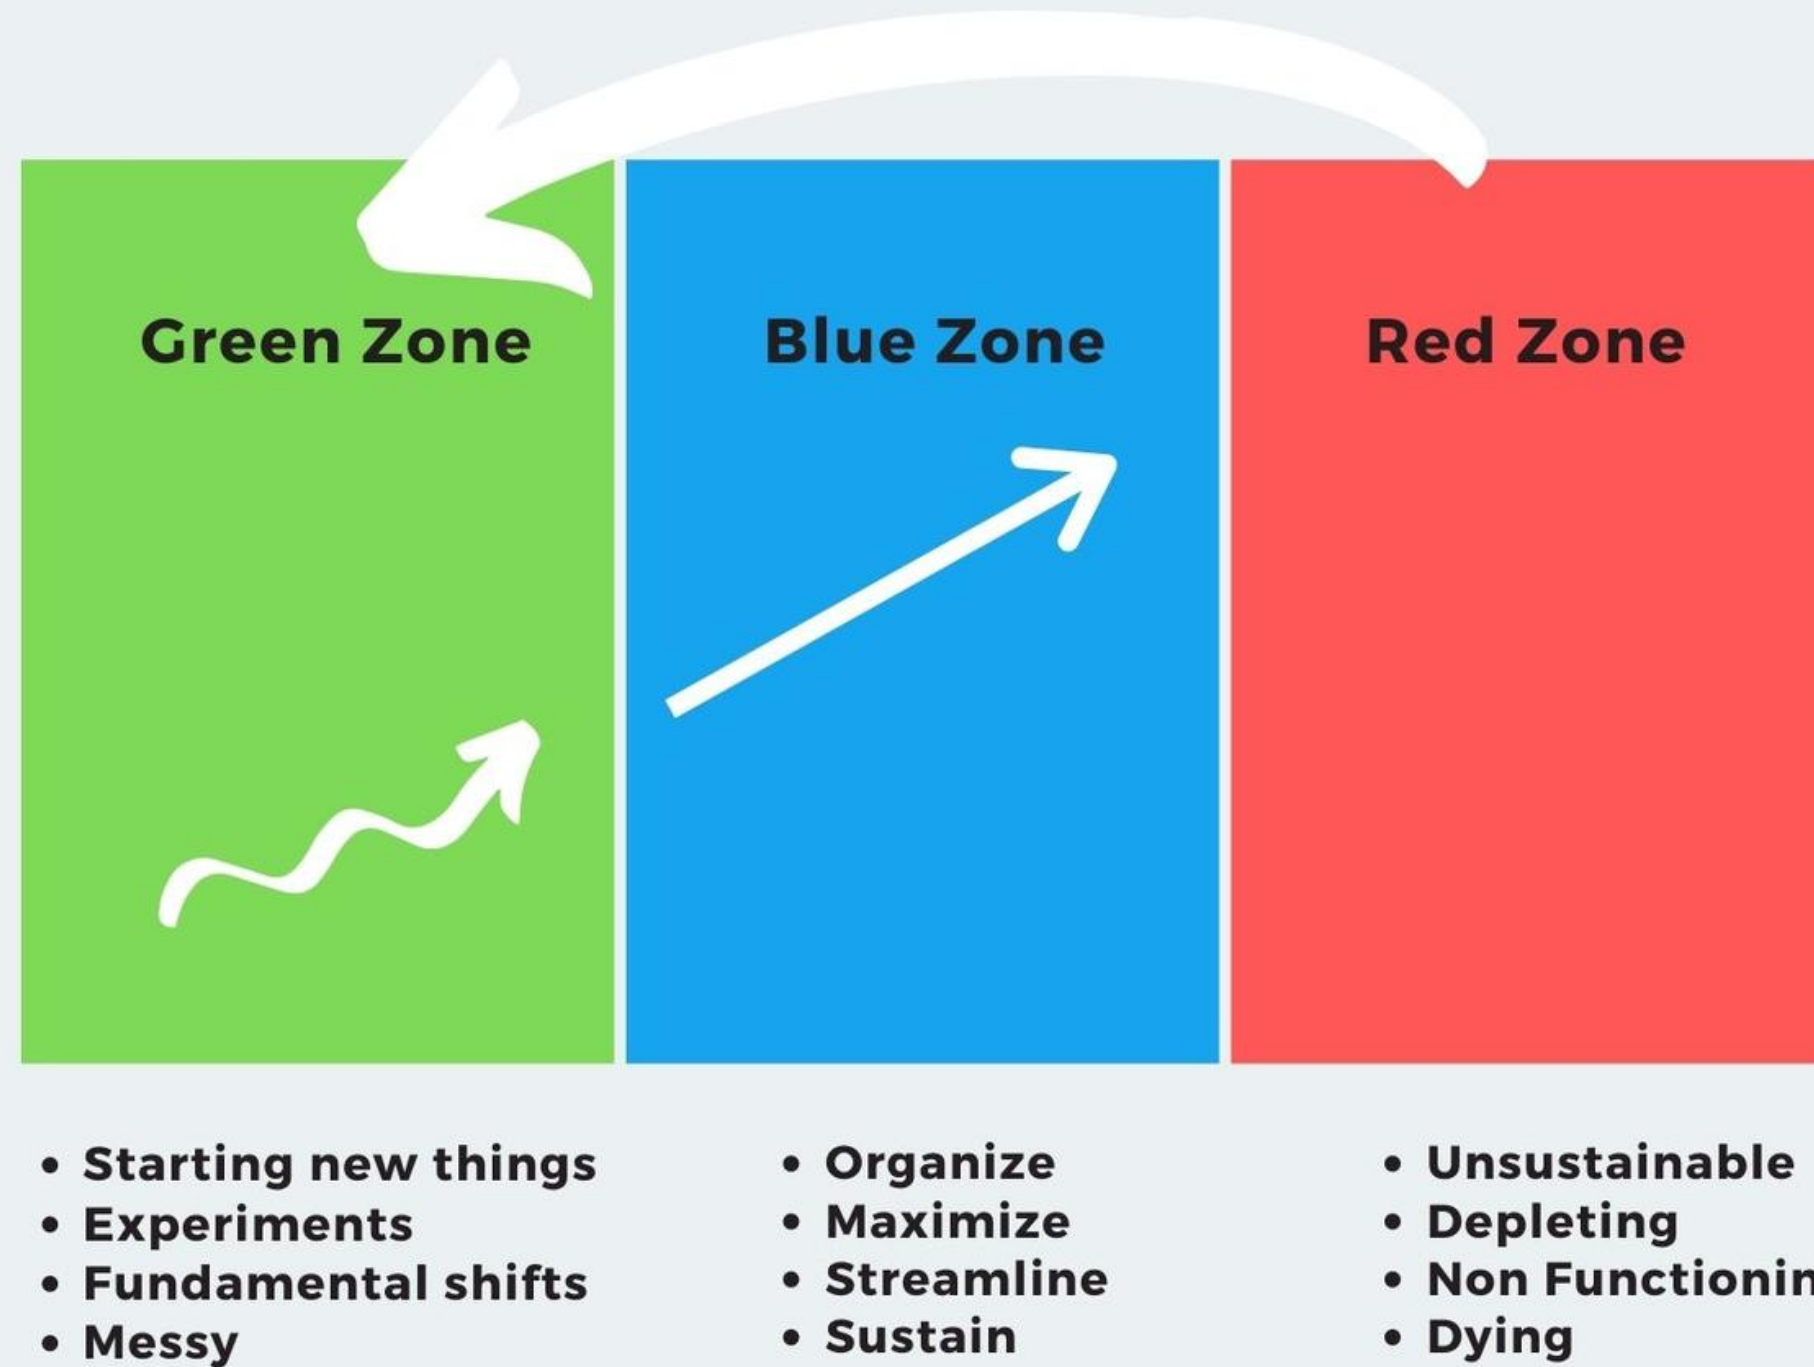 Green Zone
Blue Zone
Red Zone
• Starting new things
• Experiments
• Fundamental shifts
• Messy
• Organize
• Maximize
• Streamline
• Sustain
• Unsustainable
• Depleting
• Non Functionin
• Dying